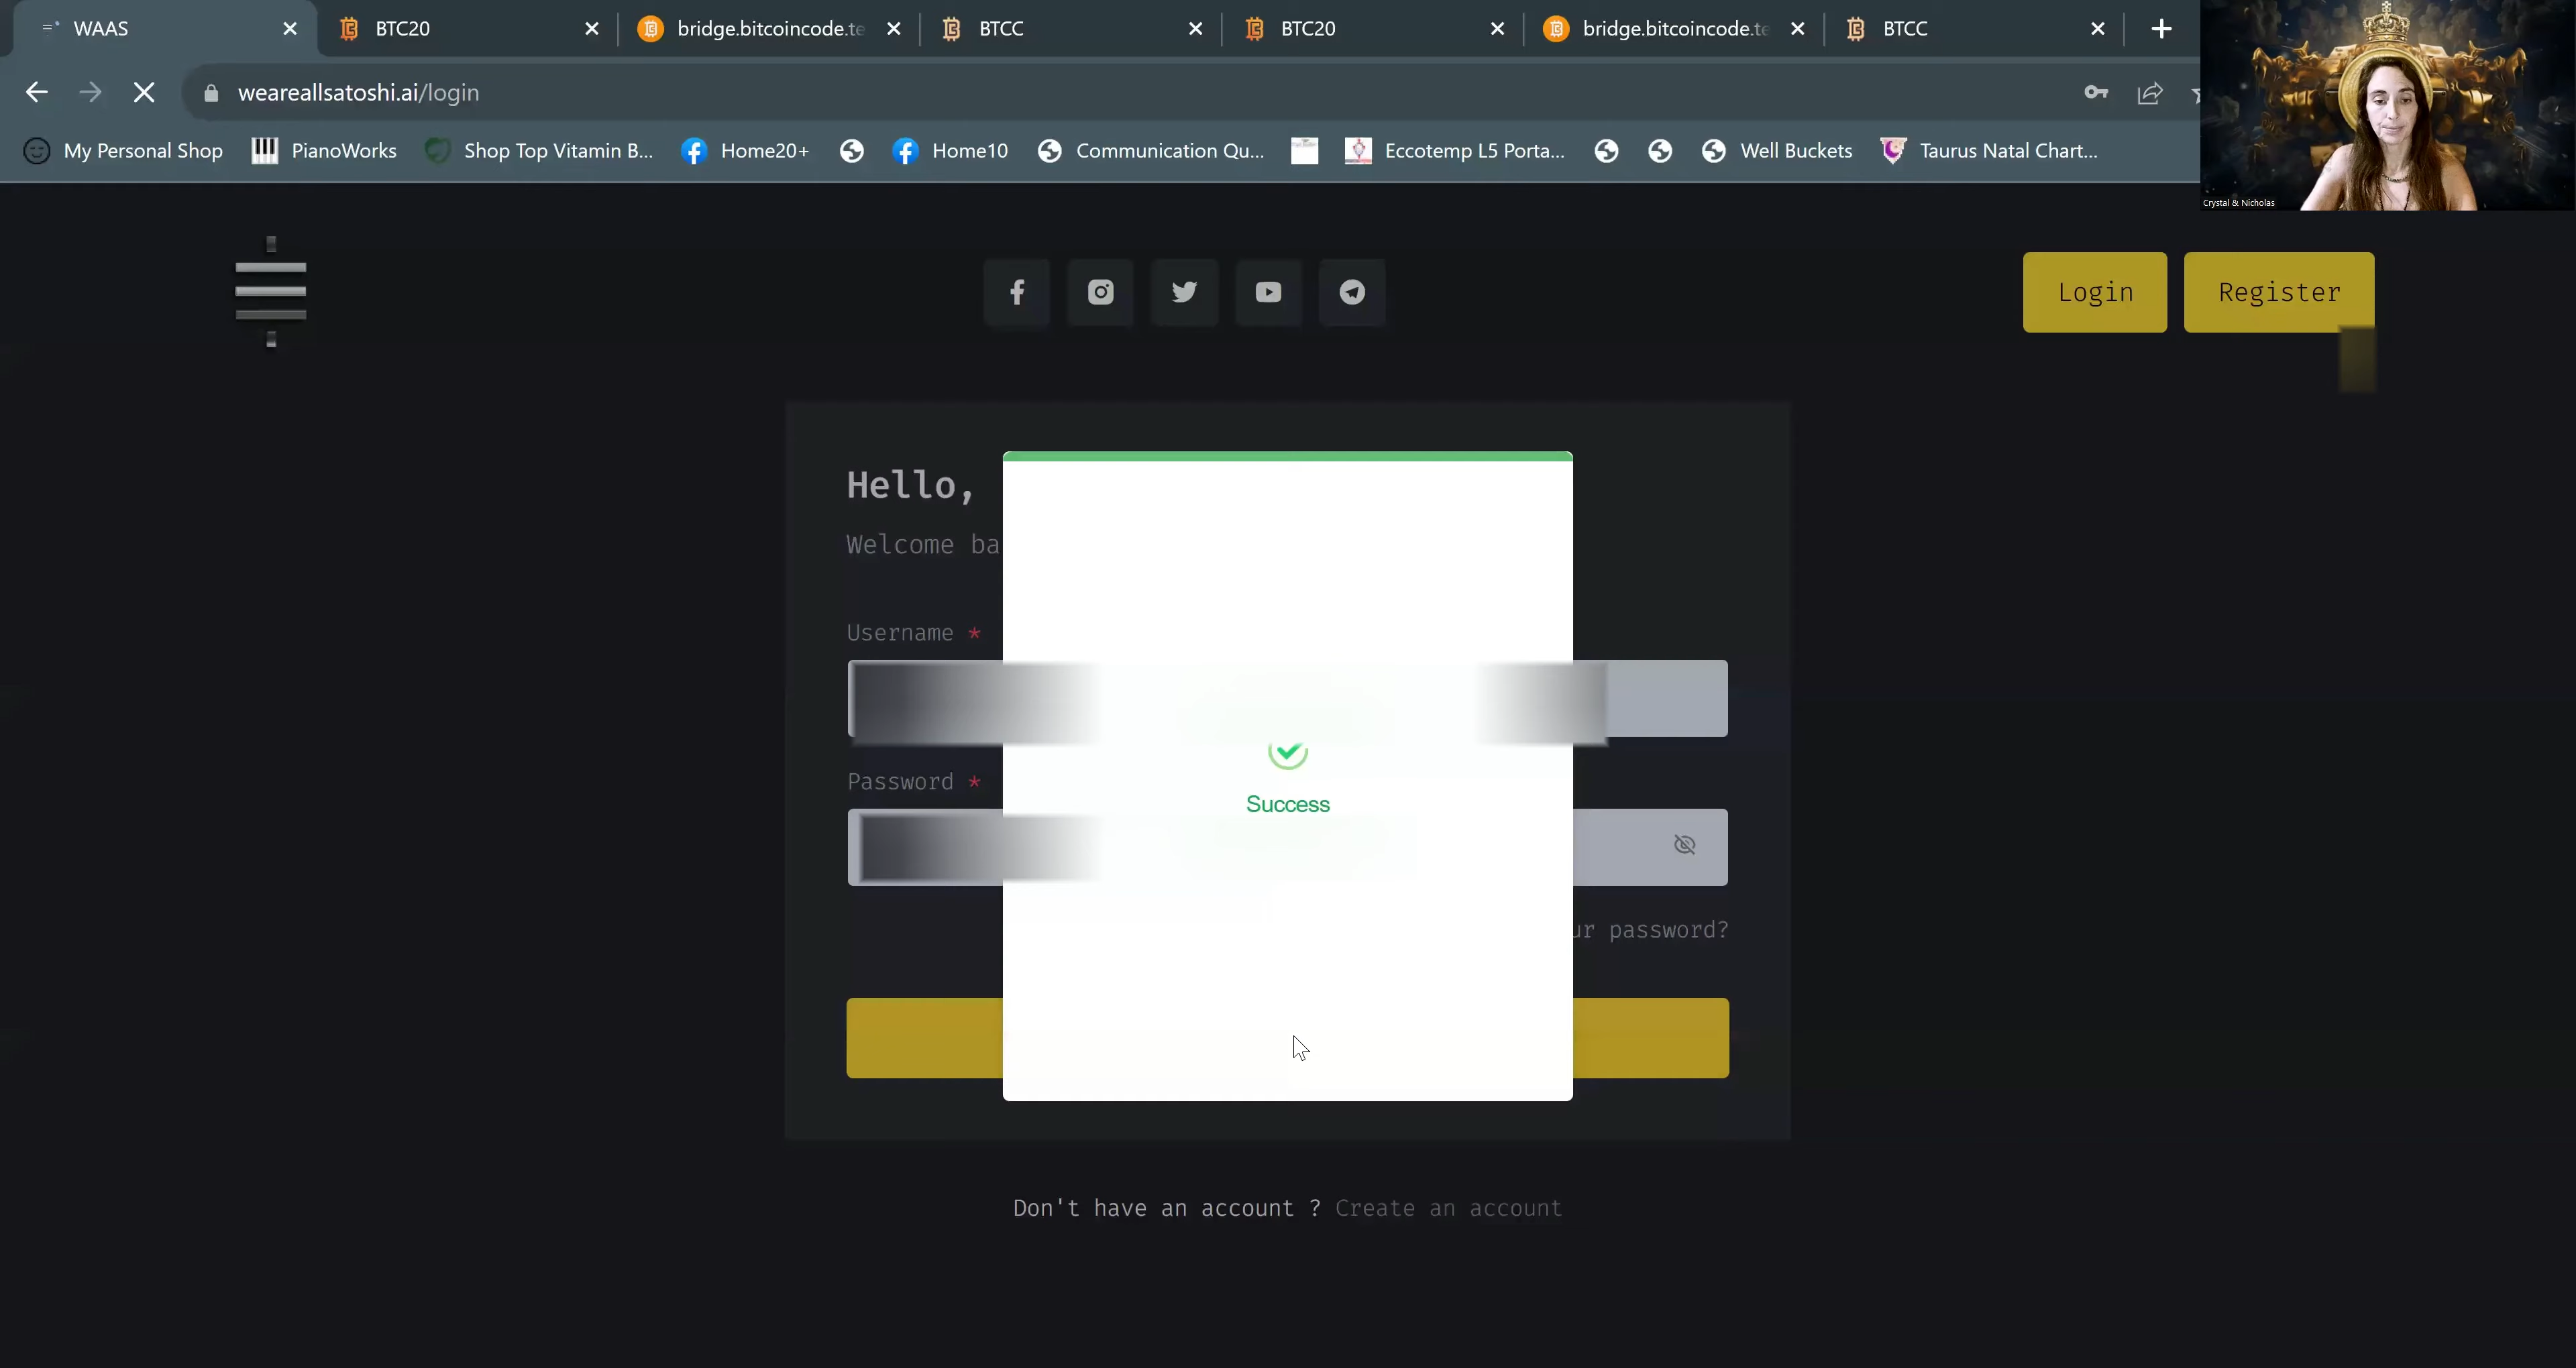 WAAS
BTC20
bridge.bitcoincode.te
BTCC
BTC20
bridge.bitcoincode.te
BTCC
weareallsatoshi.ai/login
My Personal Shop
PianoWorks
Shop Top Vitamin B...
Home20+
Home10
Communication Qu...
Eccotemp L5 Porta...
Well Buckets
Taurus Natal Chart...
Crystal & Nicholas
Login
Register
Hello,
Welcome ba
Username *
Password *
Success
ur password?
Don't have an account ? Create an account